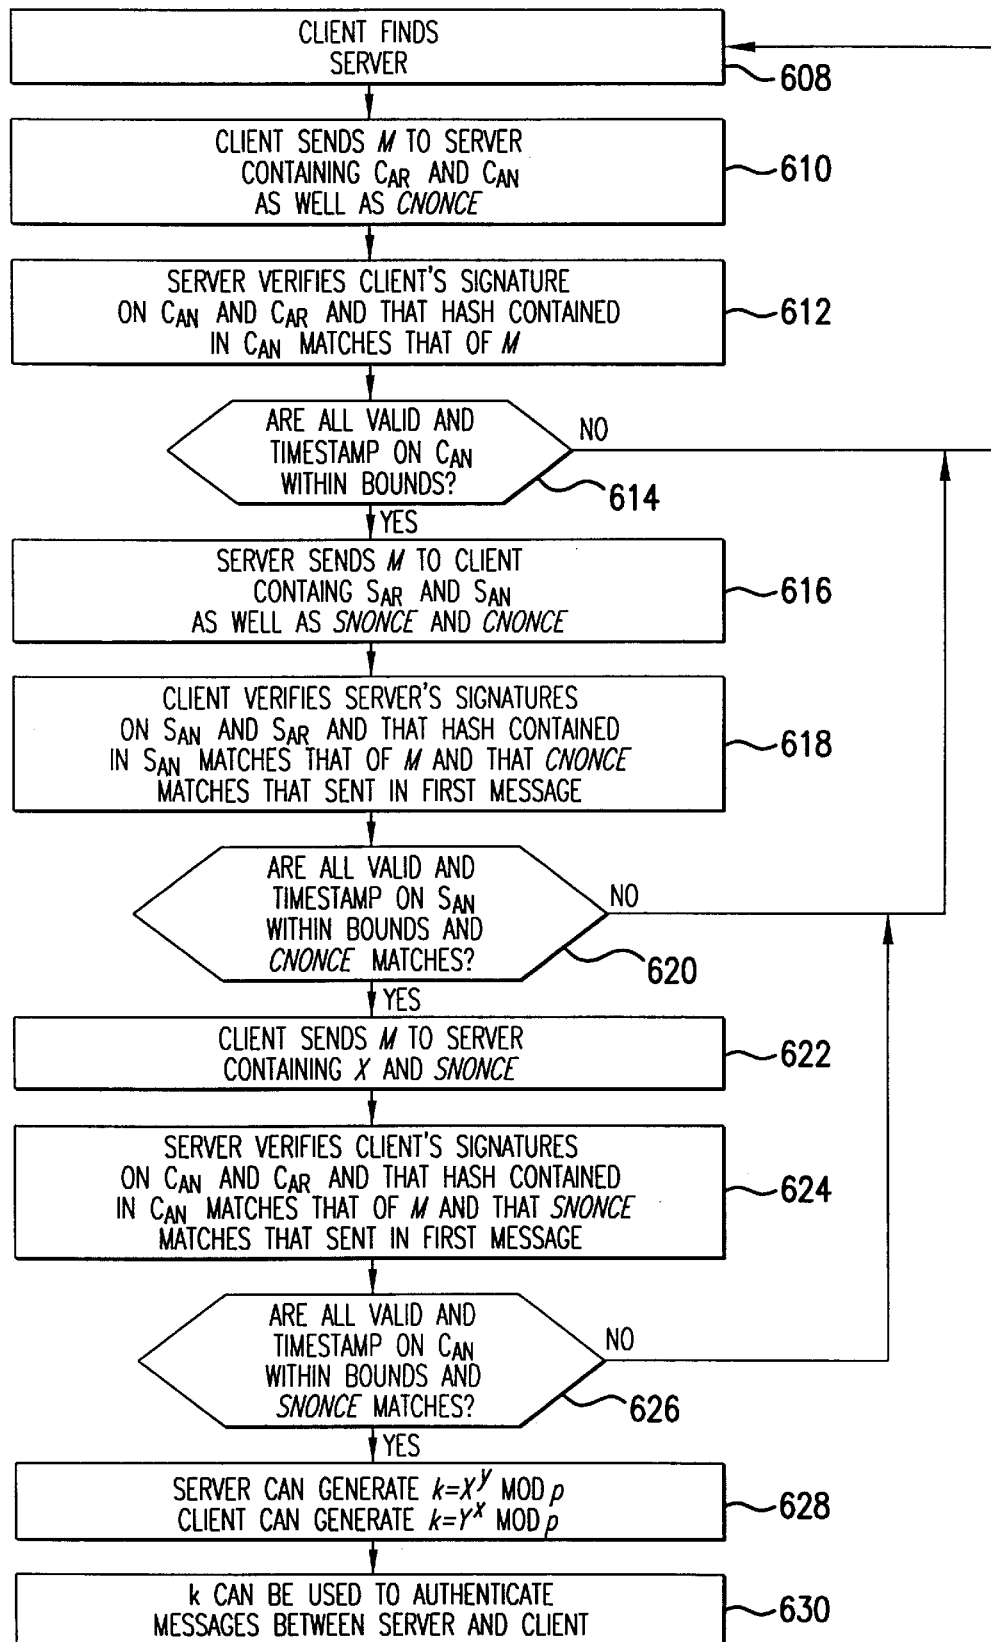 CLIENT FINDS
SERVER
608
CLIENT SENDS M TO SERVER
CONTAINING CAR AND CAN
AS WELL AS CNONCE
610
SERVER VERIFIES CLIENT'S SIGNATURE
ON CAN AND CAR AND THAT HASH CONTAINED
IN CAN MATCHES THAT OF M
612
ARE ALL VALID AND
TIMESTAMP ON CAN
WITHIN BOUNDS?
NO
614
YES
SERVER SENDS M TO CLIENT
CONTAING SAR AND SAN
AS WELL AS SNONCE AND CNONCE
616
CLIENT VERIFIES SERVER'S SIGNATURES
ON SAN AND SAR AND THAT HASH CONTAINED
IN SAN MATCHES THAT OF M AND THAT CNONCE
MATCHES THAT SENT IN FIRST MESSAGE
618
ARE ALL VALID AND
TIMESTAMP ON SAN
WITHIN BOUNDS AND
CNONCE MATCHES?
NO
620
YES
CLIENT SENDS M TO SERVER
CONTAINING X AND SNONCE
622
SERVER VERIFIES CLIENT'S SIGNATURES
ON CAN AND CAR AND THAT HASH CONTAINED
IN CAN MATCHES THAT OF M AND THAT SNONCE
MATCHES THAT SENT IN FIRST MESSAGE
624
ARE ALL VALID AND
TIMESTAMP ON CAN
WITHIN BOUNDS AND
SNONCE MATCHES?
NO
626
YES
SERVER CAN GENERATE k=X^y MOD p
CLIENT CAN GENERATE k=Y^x MOD p
628
k CAN BE USED TO AUTHENTICATE
MESSAGES BETWEEN SERVER AND CLIENT
630